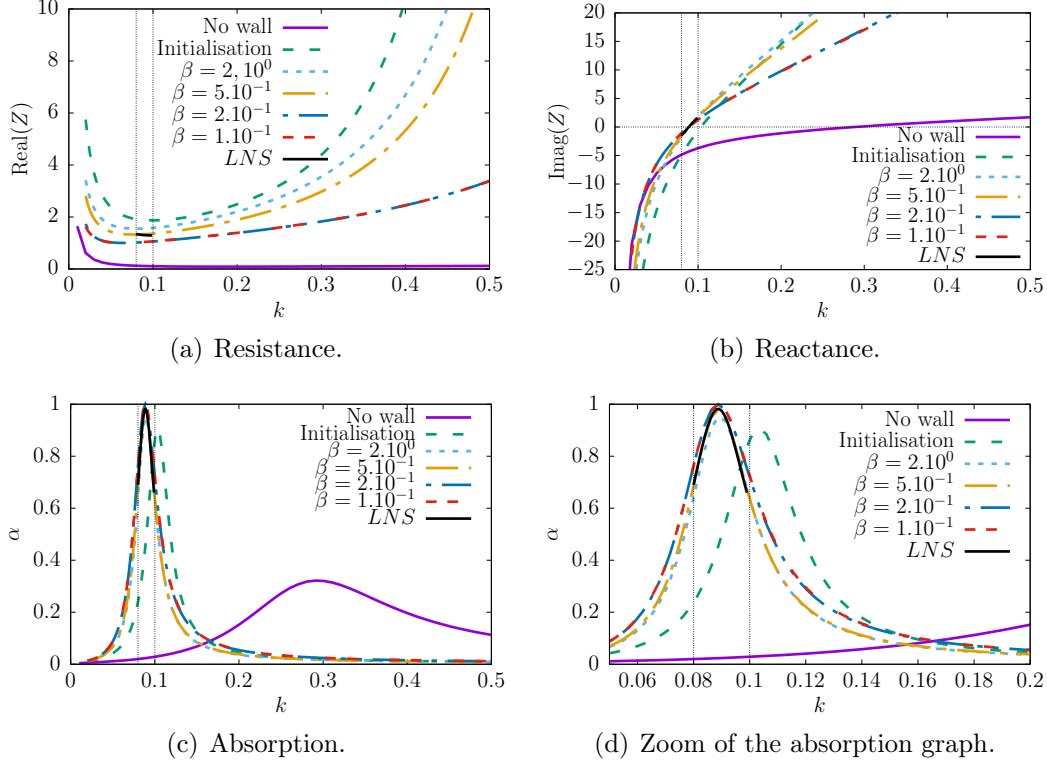 Real(Z)
10
8
6
4
2
0
No wall
Initialisation
β = 2, 10⁰
β = 5.10⁻¹
β = 2.10⁻¹
β = 1.10⁻¹
LNS
0 0.1 0.2 0.3 0.4 0.5
k
(a) Resistance.
Imag(Z)
20
15
10
5
0
−5
−10
−15
−20
−25
No wall
Initialisation
β = 2.10⁰
β = 5.10⁻¹
β = 2.10⁻¹
β = 1.10⁻¹
LNS
0 0.1 0.2 0.3 0.4 0.5
k
(b) Reactance.
α
1
0.8
0.6
0.4
0.2
0
No wall
Initialisation
β = 2.10⁰
β = 5.10⁻¹
β = 2.10⁻¹
β = 1.10⁻¹
LNS
0 0.1 0.2 0.3 0.4 0.5
k
(c) Absorption.
α
1
0.8
0.6
0.4
0.2
0
No wall
Initialisation
β = 2.10⁰
β = 5.10⁻¹
β = 2.10⁻¹
β = 1.10⁻¹
LNS
0.06 0.08 0.1 0.12 0.14 0.16 0.18 0.2
k
(d) Zoom of the absorption graph.